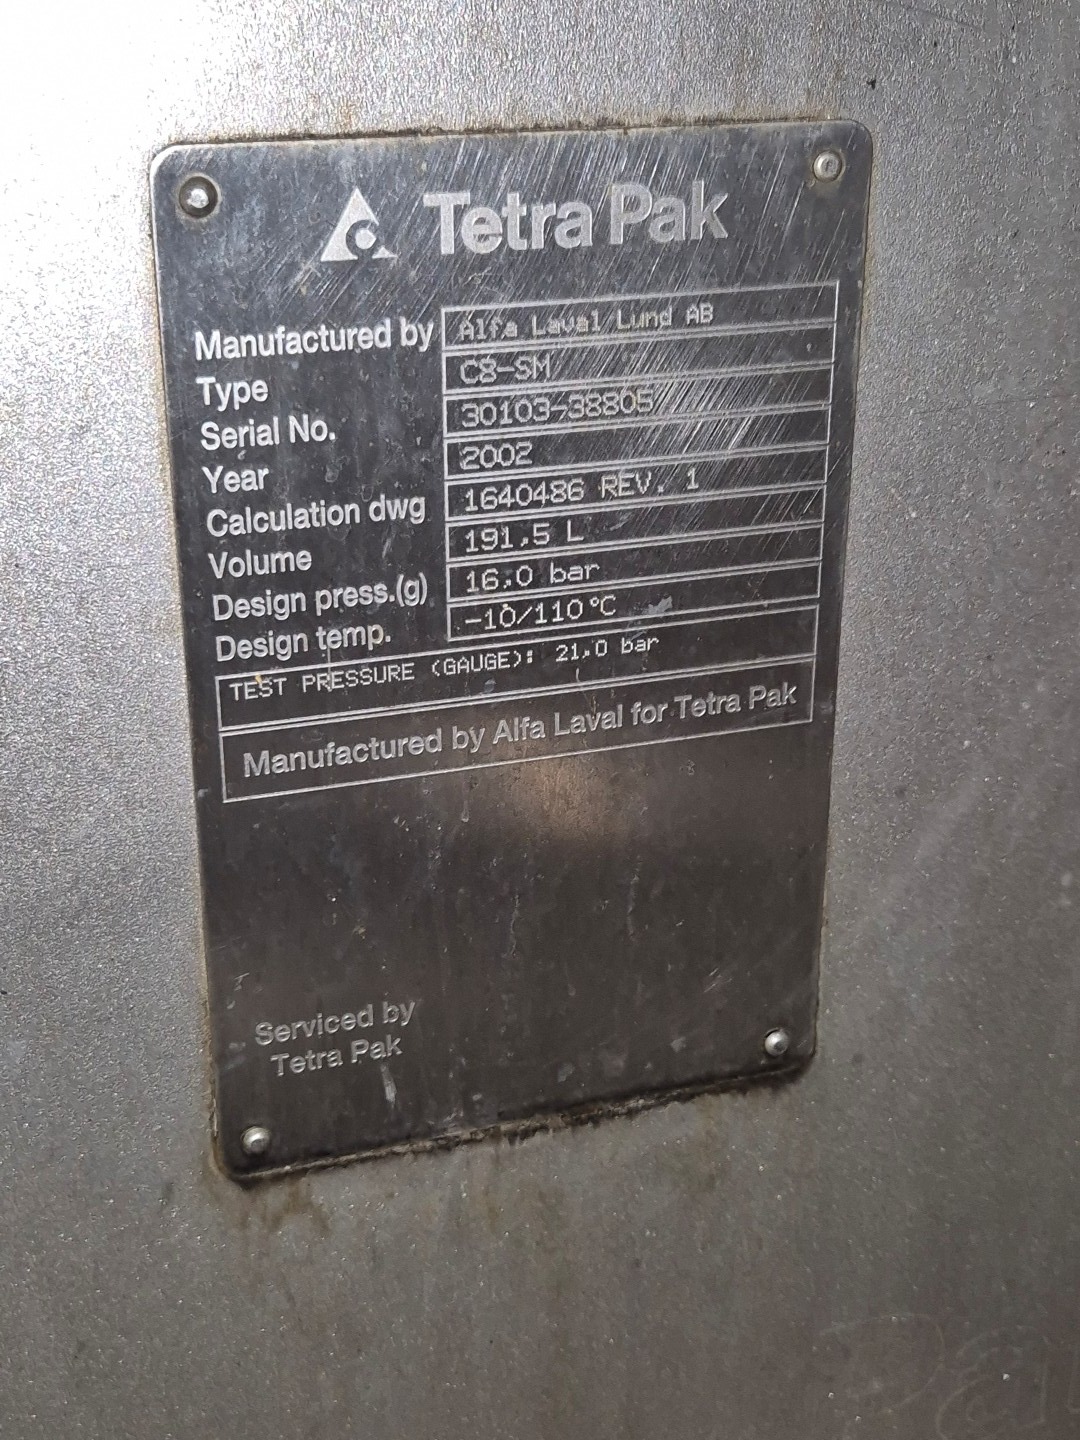 Tetra Pak
Manufactured by Alfa Laval Lund AB
Type C8-SM
Serial No. 30103-38805
Year 2002
Calculation dwg 1640486 REV. 1
Volume 191,5 L
Design press.(g) 16,0 bar
Design temp. -10/110°C
TEST PRESSURE (GAUGE): 21,0 bar
Manufactured by Alfa Laval for Tetra Pak
Serviced by
Tetra Pak